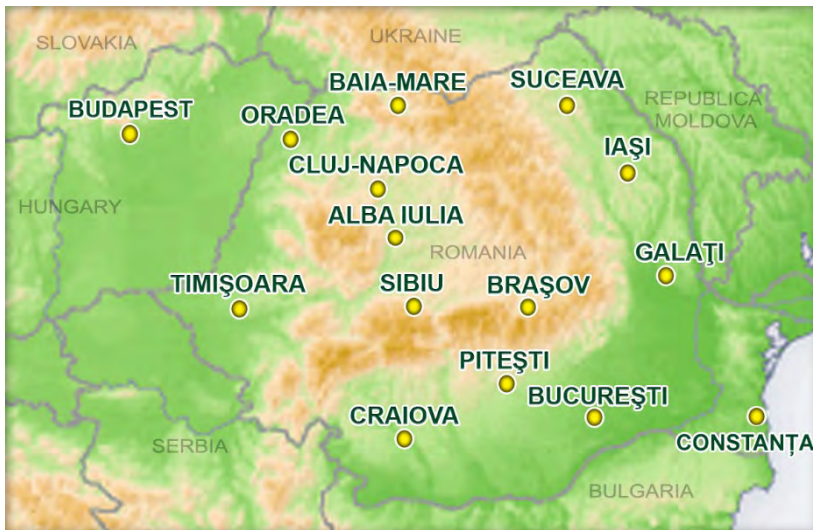 SLOVAKIA
UKRAINE
BAIA-MARE
SUCEAVA
BUDAPEST
ORADEA
REPUBLICA
MOLDOVA
CLUJ-NAPOCA
IAŞI
HUNGARY
ALBA IULIA
ROMANIA
GALAŢI
TIMIŞOARA
SIBIU
BRAŞOV
PITEŞTI
BUCUREŞTI
CRAIOVA
CONSTANȚA
SERBIA
BULGARIA